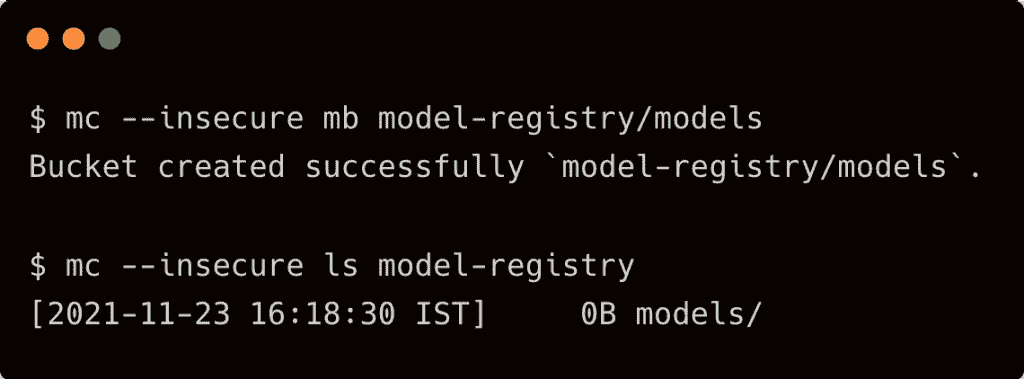 $ mc --insecure mb model-registry/models
Bucket created successfully `model-registry/models`.
$ mc --insecure ls model-registry
[2021-11-23 16:18:30 IST]     0B models/